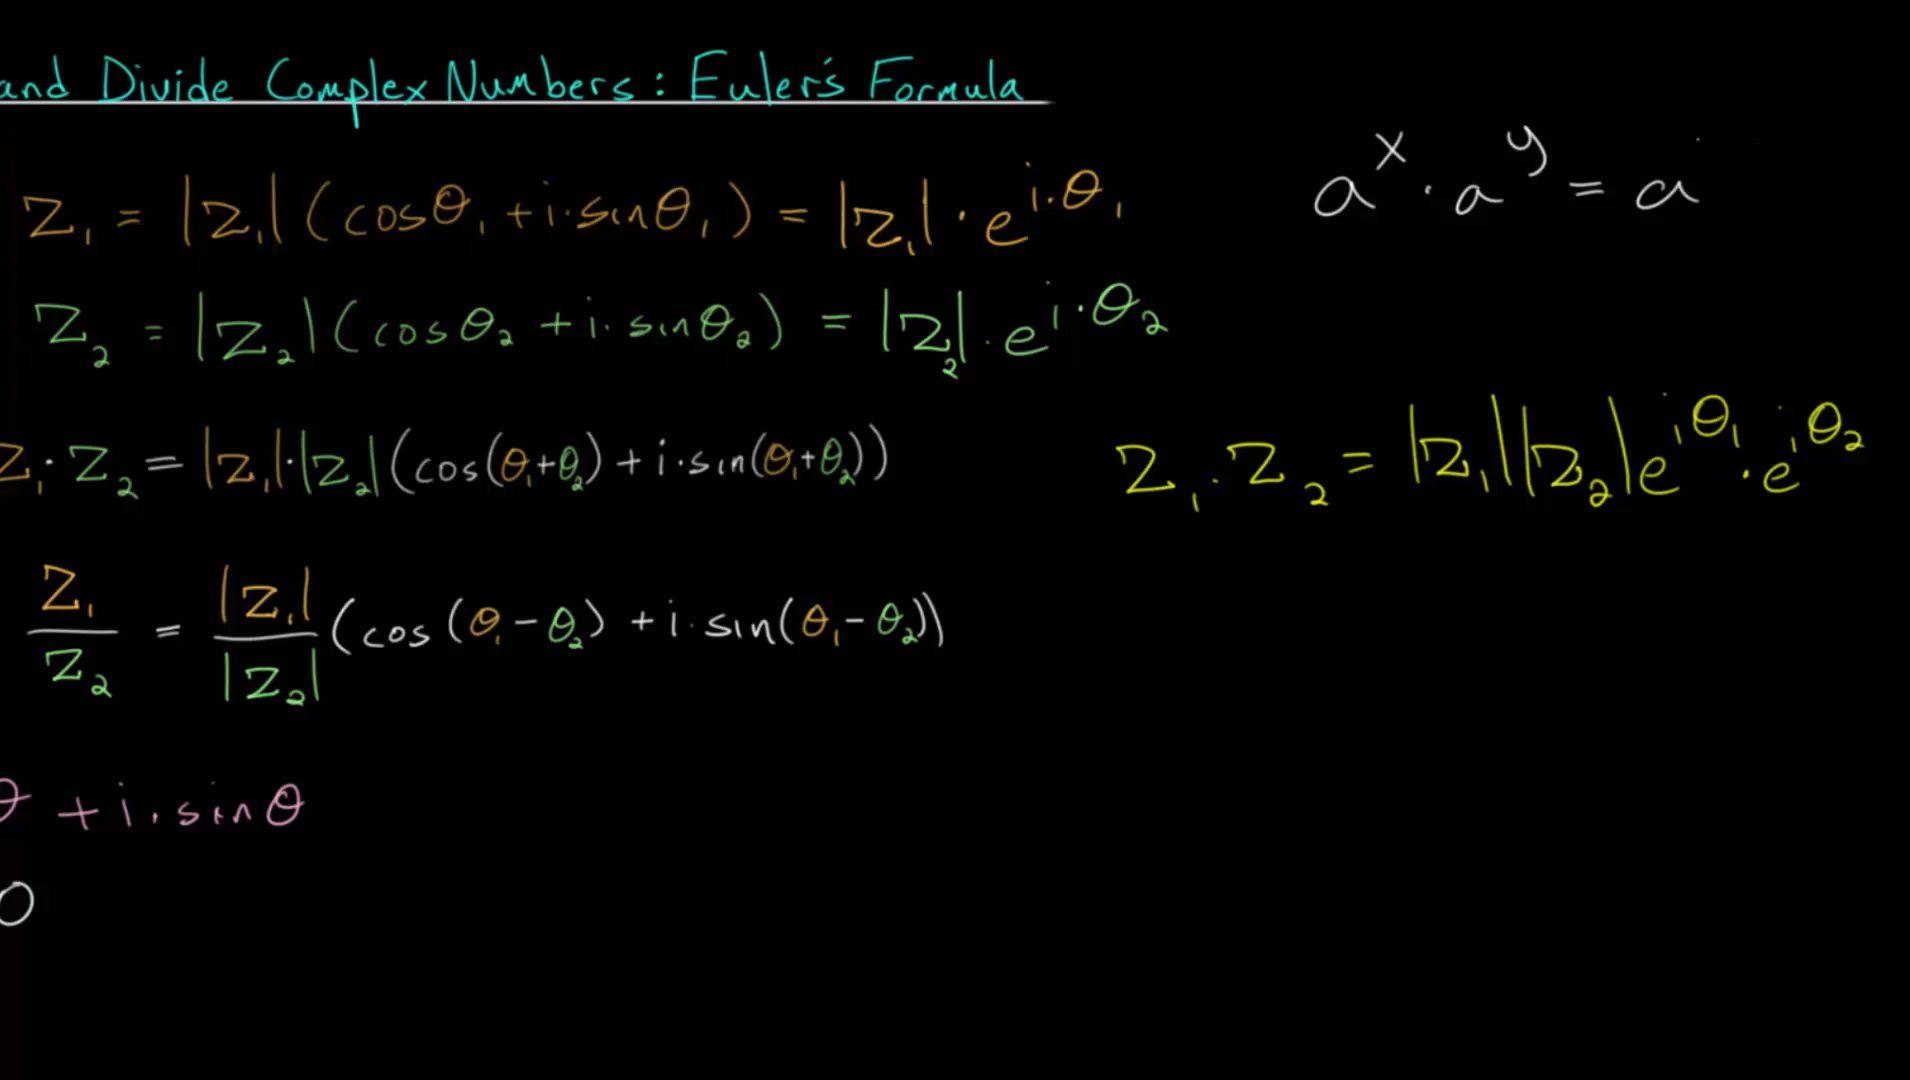 and Divide Complex Numbers: Euler's Formula
a^x · a^y = a
z₁ = |z₁| (cosθ₁ + i·sinθ₁) = |z₁| · e^(i·θ₁)
z₂ = |z₂| (cosθ₂ + i·sinθ₂) = |z₂| · e^(i·θ₂)
z₁·z₂ = |z₁|·|z₂| (cos(θ₁+θ₂) + i·sin(θ₁+θ₂))
z₁·z₂ = |z₁||z₂| e^(iθ₁) · e^(iθ₂)
z₁/z₂ = |z₁|/|z₂| (cos(θ₁-θ₂) + i·sin(θ₁-θ₂))
θ + i·sinθ
0